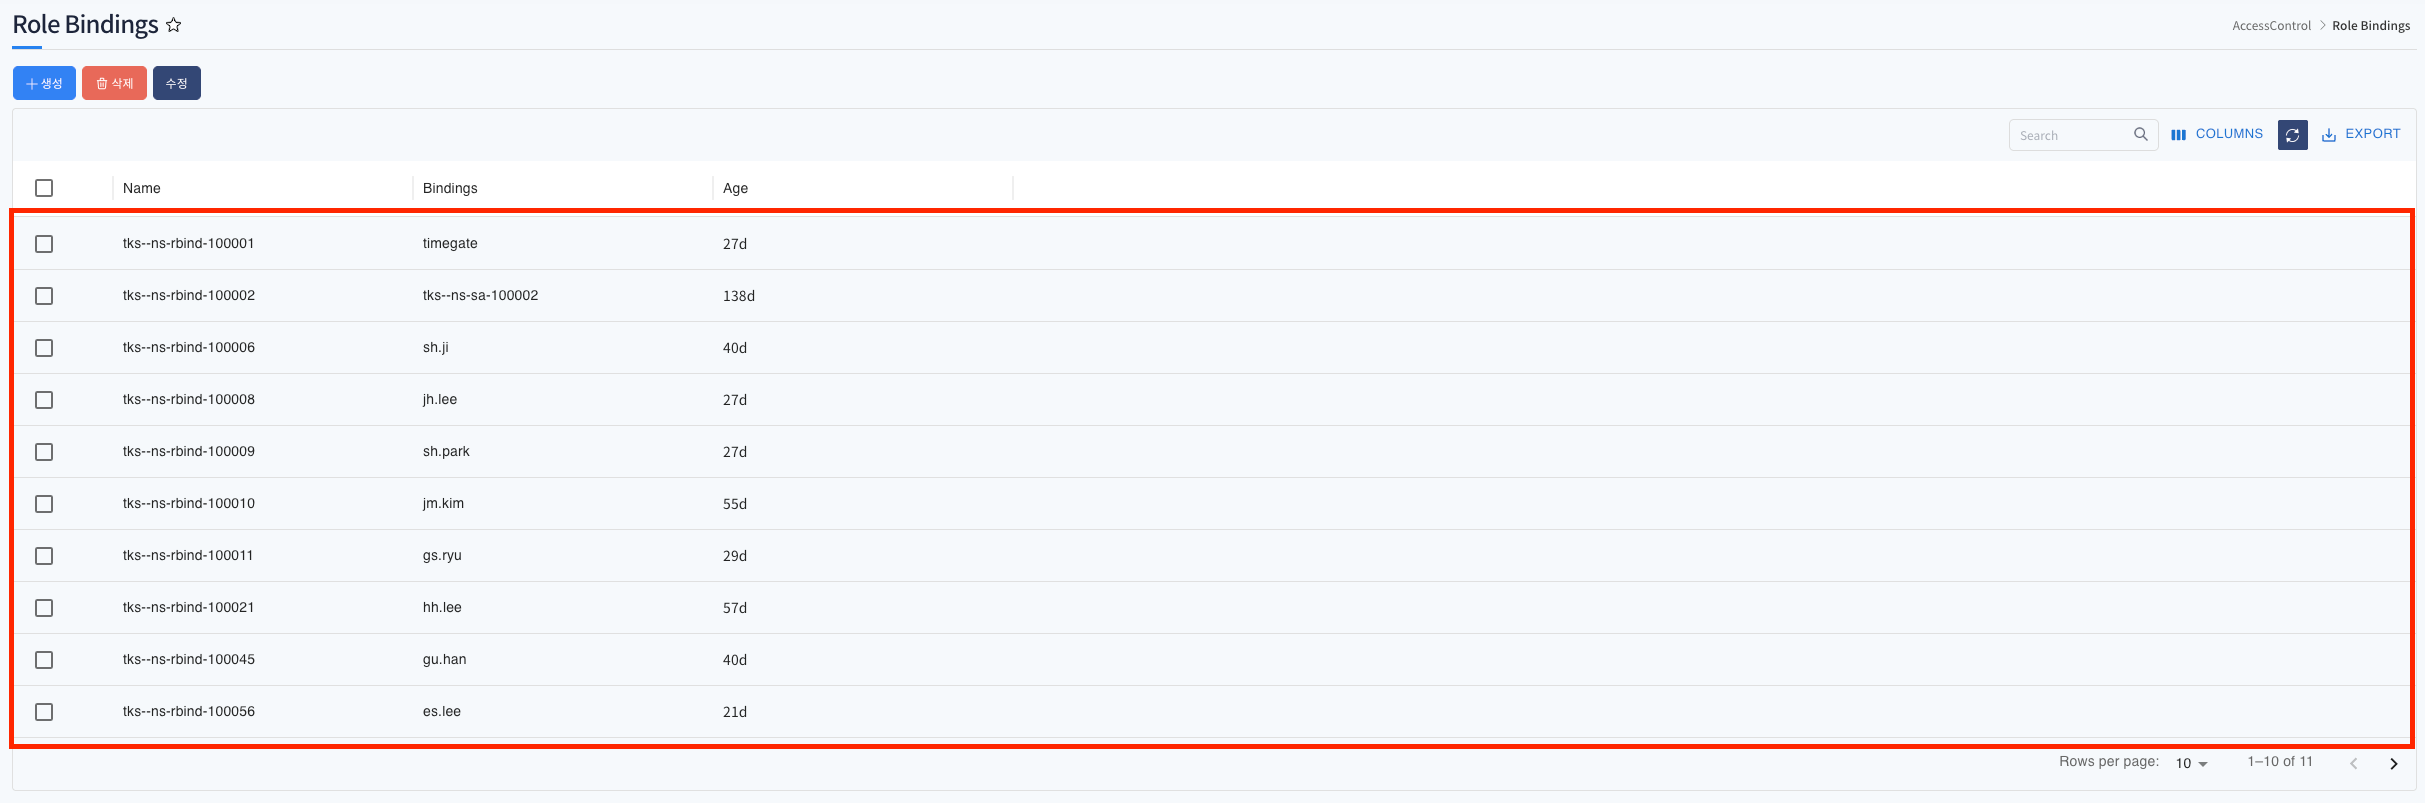 Role Bindings
AccessControl > Role Bindings
생성 삭제 수정
Search COLUMNS EXPORT
Name Bindings Age
tks--ns-rbind-100001 timegate 27d
tks--ns-rbind-100002 tks--ns-sa-100002 138d
tks--ns-rbind-100006 sh.ji 40d
tks--ns-rbind-100008 jh.lee 27d
tks--ns-rbind-100009 sh.park 27d
tks--ns-rbind-100010 jm.kim 55d
tks--ns-rbind-100011 gs.ryu 29d
tks--ns-rbind-100021 hh.lee 57d
tks--ns-rbind-100045 gu.han 40d
tks--ns-rbind-100056 es.lee 21d
Rows per page: 10 1–10 of 11